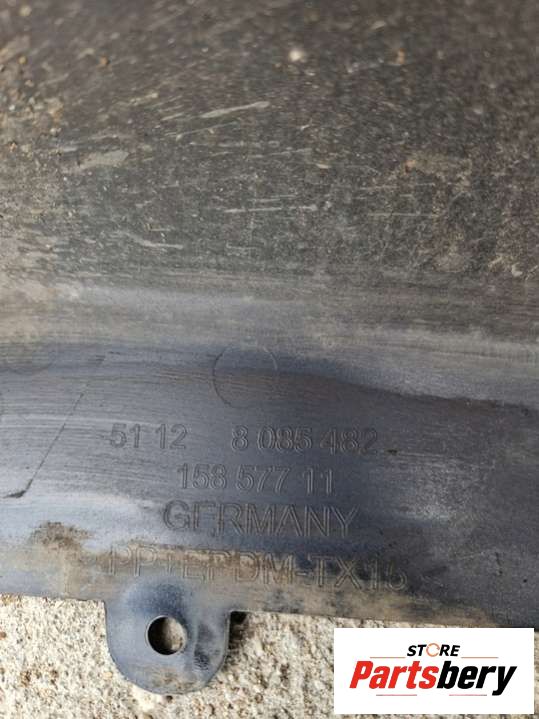 51 12 8 085 482
158 577 11
GERMANY
PP+EPDM-TX15
STORE
Partsbery